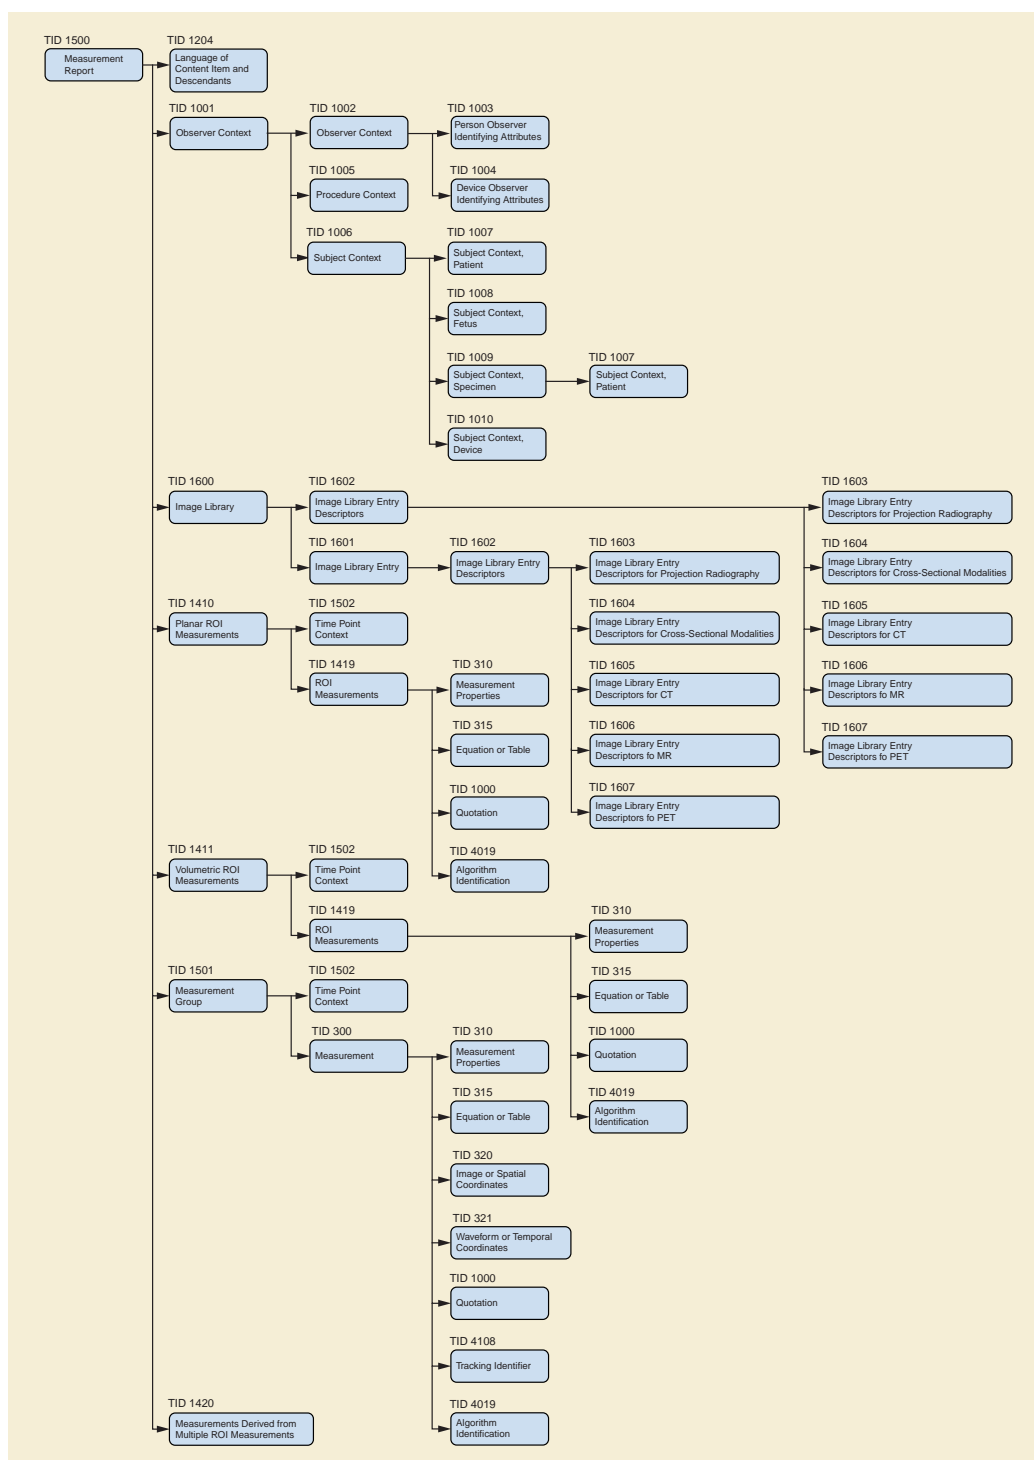 TID 1500
Measurement
Report
TID 1204
Language of
Content Item and
Descendants
TID 1001
Observer Context
TID 1002
Observer Context
TID 1003
Person Observer
Identifying Attributes
TID 1004
Device Observer
Identifying Attributes
TID 1005
Procedure Context
TID 1006
Subject Context
TID 1007
Subject Context,
Patient
TID 1008
Subject Context,
Fetus
TID 1009
Subject Context,
Specimen
TID 1007
Subject Context,
Patient
TID 1010
Subject Context,
Device
TID 1600
Image Library
TID 1602
Image Library Entry
Descriptors
TID 1603
Image Library Entry
Descriptors for Projection Radiography
TID 1604
Image Library Entry
Descriptors for Cross-Sectional Modalities
TID 1605
Image Library Entry
Descriptors for CT
TID 1606
Image Library Entry
Descriptors fo MR
TID 1607
Image Library Entry
Descriptors fo PET
TID 1601
Image Library Entry
TID 1602
Image Library Entry
Descriptors
TID 1603
Image Library Entry
Descriptors for Projection Radiography
TID 1604
Image Library Entry
Descriptors for Cross-Sectional Modalities
TID 1605
Image Library Entry
Descriptors for CT
TID 1606
Image Library Entry
Descriptors fo MR
TID 1607
Image Library Entry
Descriptors fo PET
TID 1410
Planar ROI
Measurements
TID 1502
Time Point
Context
TID 1419
ROI
Measurements
TID 310
Measurement
Properties
TID 315
Equation or Table
TID 1000
Quotation
TID 4019
Algorithm
Identification
TID 1411
Volumetric ROI
Measurements
TID 1502
Time Point
Context
TID 1419
ROI
Measurements
TID 310
Measurement
Properties
TID 315
Equation or Table
TID 1000
Quotation
TID 4019
Algorithm
Identification
TID 1501
Measurement
Group
TID 1502
Time Point
Context
TID 300
Measurement
TID 310
Measurement
Properties
TID 315
Equation or Table
TID 320
Image or Spatial
Coordinates
TID 321
Waveform or Temporal
Coordinates
TID 1000
Quotation
TID 4108
Tracking Identifier
TID 4019
Algorithm
Identification
TID 1420
Measurements Derived from
Multiple ROI Measurements